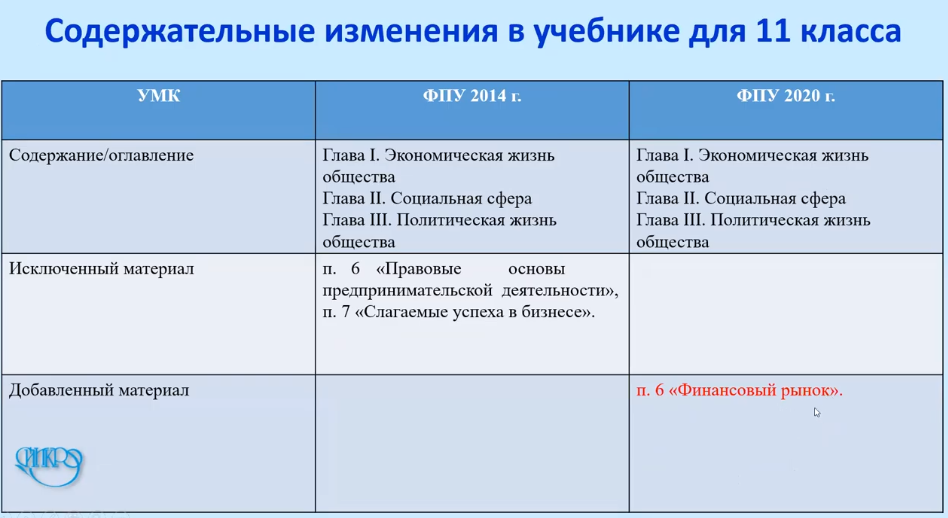 Содержательные изменения в учебнике для 11 класса
УМК
ФПУ 2014 г.
ФПУ 2020 г.
Содержание/оглавление
Глава I. Экономическая жизнь
общества
Глава II. Социальная сфера
Глава III. Политическая жизнь
общества
Глава I. Экономическая жизнь
общества
Глава II. Социальная сфера
Глава III. Политическая жизнь
общества
Исключенный материал
п. 6 «Правовые основы
предпринимательской деятельности»,
п. 7 «Слагаемые успеха в бизнесе».
Добавленный материал
п. 6 «Финансовый рынок».